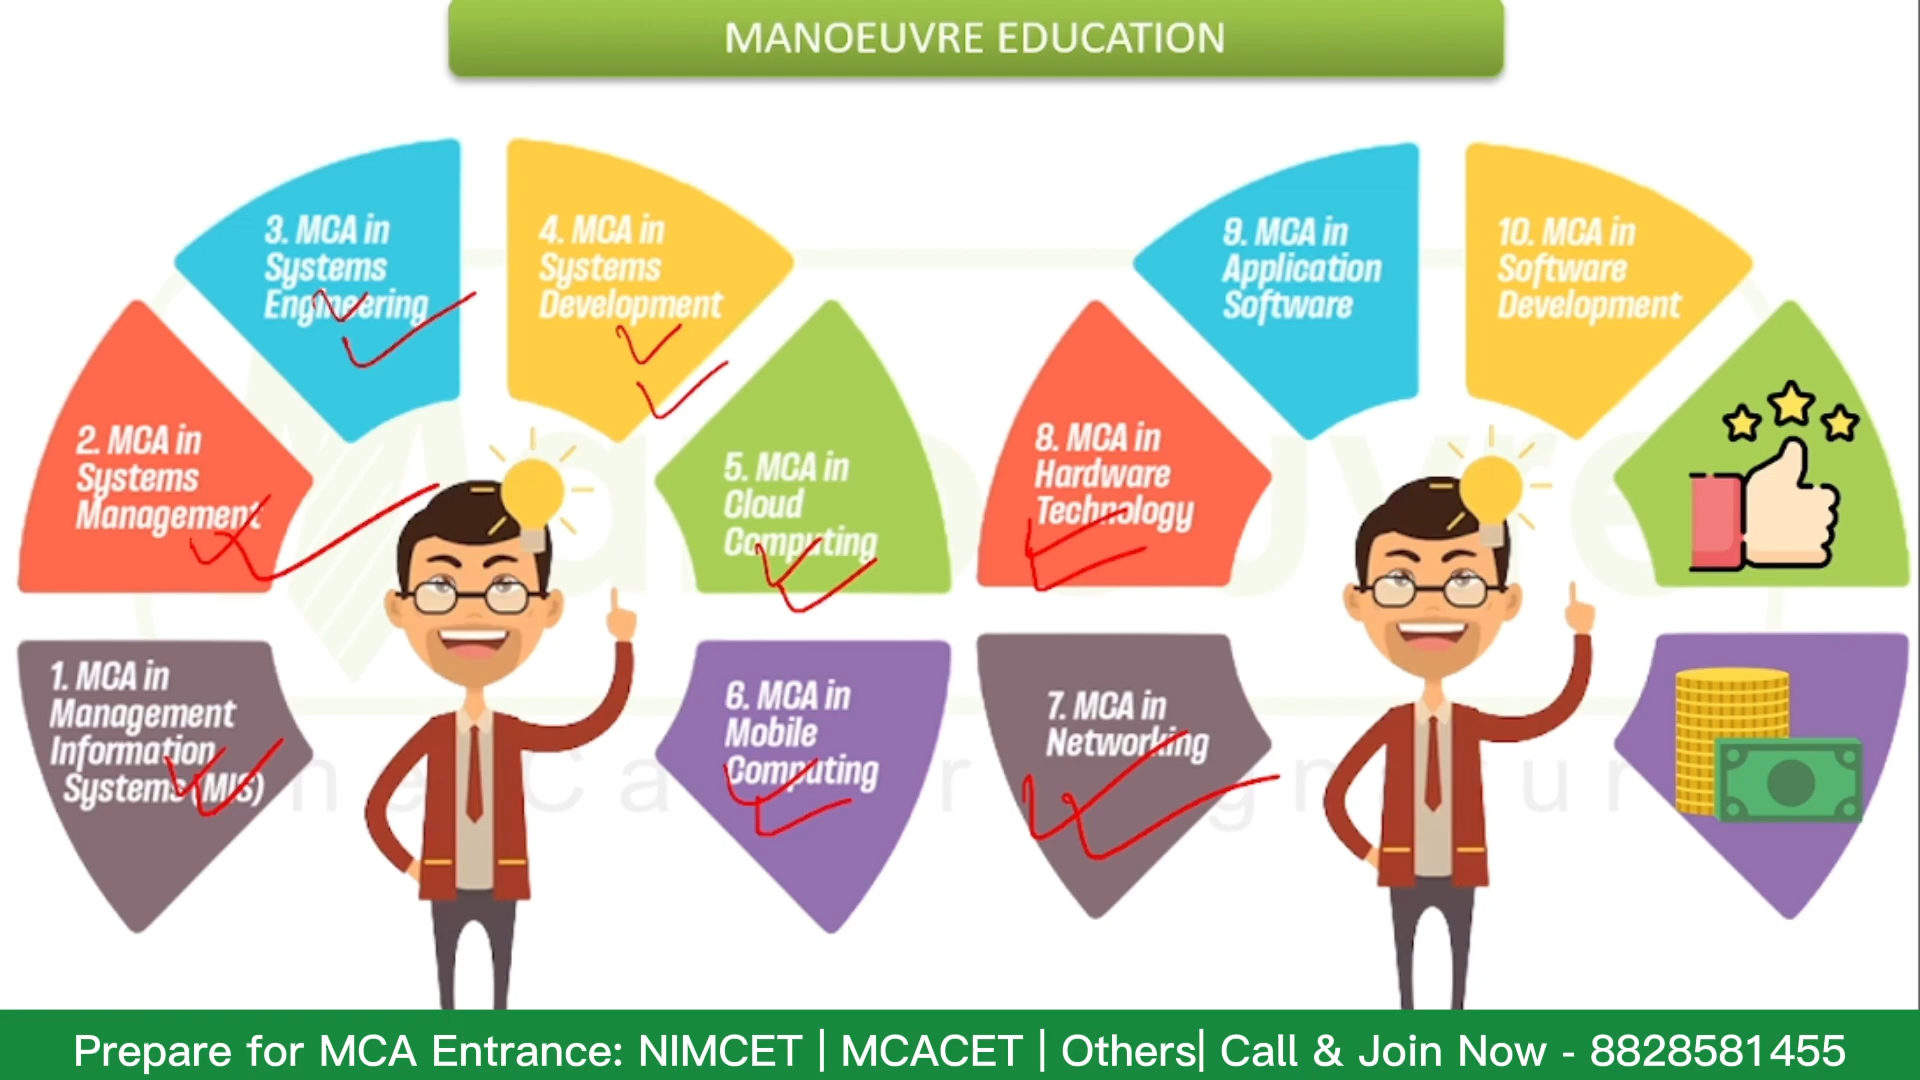 MANOEUVRE EDUCATION
1. MCA in
Management
Information
Systems (MIS)
2. MCA in
Systems
Management
3. MCA in
Systems
Engineering
4. MCA in
Systems
Development
5. MCA in
Cloud
Computing
6. MCA in
Mobile
Computing
7. MCA in
Networking
8. MCA in
Hardware
Technology
9. MCA in
Application
Software
10. MCA in
Software
Development
Prepare for MCA Entrance: NIMCET | MCACET | Others| Call & Join Now - 8828581455